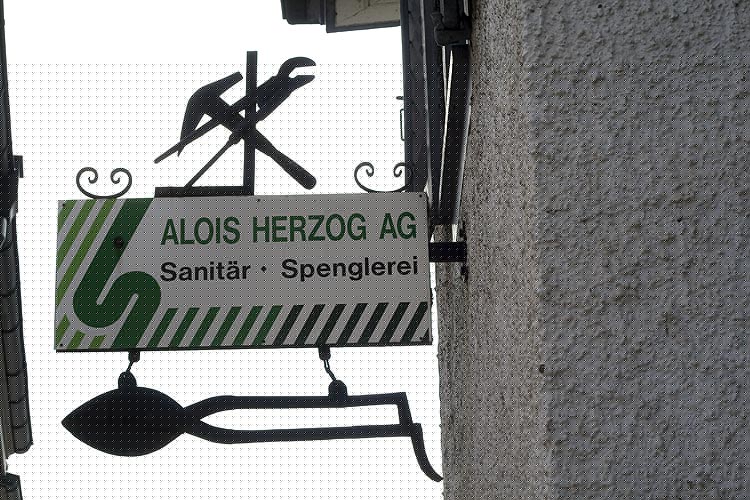 ALOIS HERZOG AG
Sanitär · Spenglerei